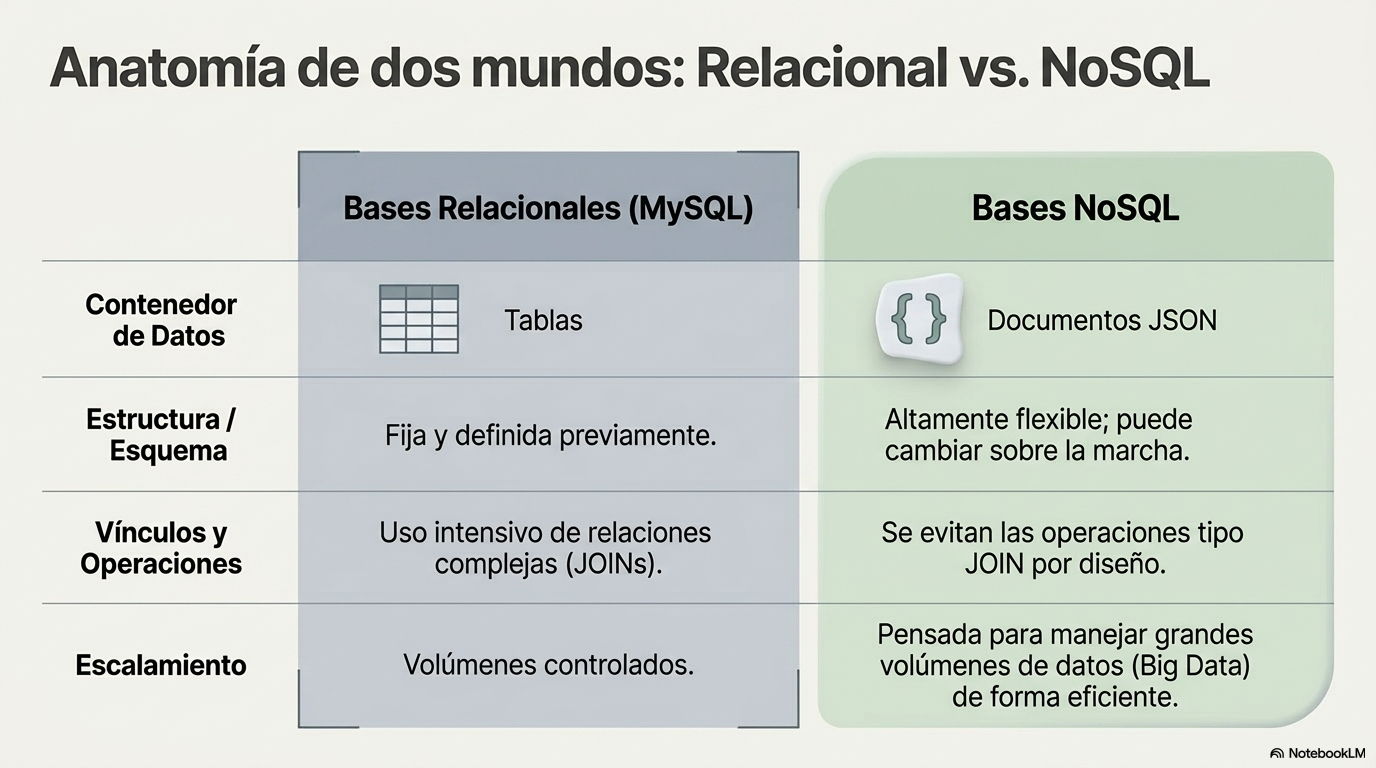 Anatomía de dos mundos: Relacional vs. NoSQL
Bases Relacionales (MySQL)
Bases NoSQL
Contenedor
de Datos
Tablas
{ }
Documentos JSON
Estructura /
Esquema
Fija y definida previamente.
Altamente flexible; puede
cambiar sobre la marcha.
Vínculos y
Operaciones
Uso intensivo de relaciones
complejas (JOINs).
Se evitan las operaciones tipo
JOIN por diseño.
Escalamiento
Volúmenes controlados.
Pensada para manejar grandes
volúmenes de datos (Big Data)
de forma eficiente.
NotebookLM